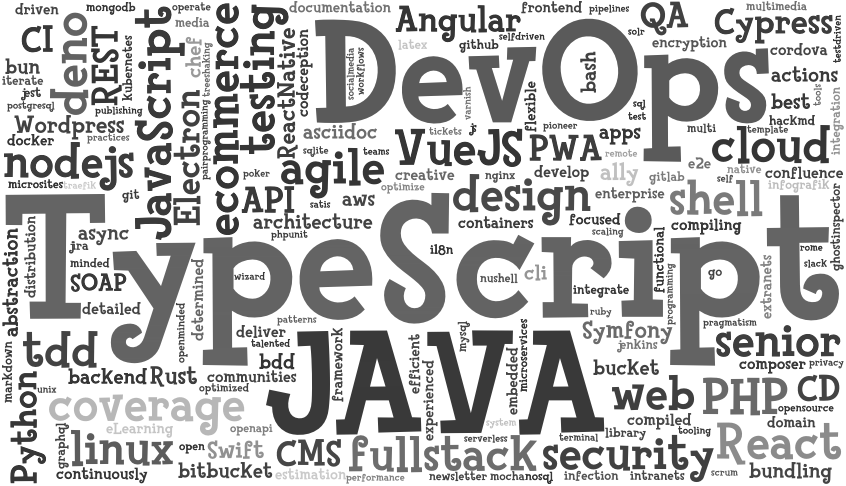 driven
mongodb
operate
media
documentation
frontend
pipelines
multimedia
CI
REST
kubernetes
JavaScript
chef
treeshaking
ecommerce
testing
ReactNative
codeception
socialmedia
workflows
DevOps
Angular
selfdriven
github
latex
bash
QA
solr
encryption
Cypress
testdriven
cordova
bun
iterate
jest
postgresql
deno
publishing
Wordpress
practices
docker
Electron
pairprogramming
asciidoc
sqlite
teams
varnish
flexible
tickets
js
pioneer
sql
test
apps
multi
actions
best
tools
hackmd
template
integration
nodejs
microsites
traefik
git
poker
agile
optimize
VueJS
creative
nginx
PWA
develop
remote
ally
e2e
gitlab
native
self
cloud
confluence
infografik
API
satis
aws
architecture
phpunit
design
containers
enterprise
focused
scaling
shell
compiling
ghostinspector
abstraction
distribution
async
jra
minded
SOAP
detailed
TypeScript
openminded
determined
wizard
patterns
i18n
nushell
cli
integrate
ruby
functional
programming
go
pragmatism
extranets
rome
slack
markdown
tdd
deliver
talented
bdd
framework
JAVA
efficient
experienced
mysql
embedded
microservices
Symfony
jenkins
bucket
senior
composer
privacy
Python
unix
backend
Rust
communities
optimized
coverage
eLearning
openapi
graphql
linux
continuously
open
Swift
bitbucket
CMS
estimation
performance
fullstack
system
serverless
newsletter
mochanosql
terminal
infection
security
library
intranets
web
compiled
tooling
scrum
PHP
CD
opensource
domain
React
bundling